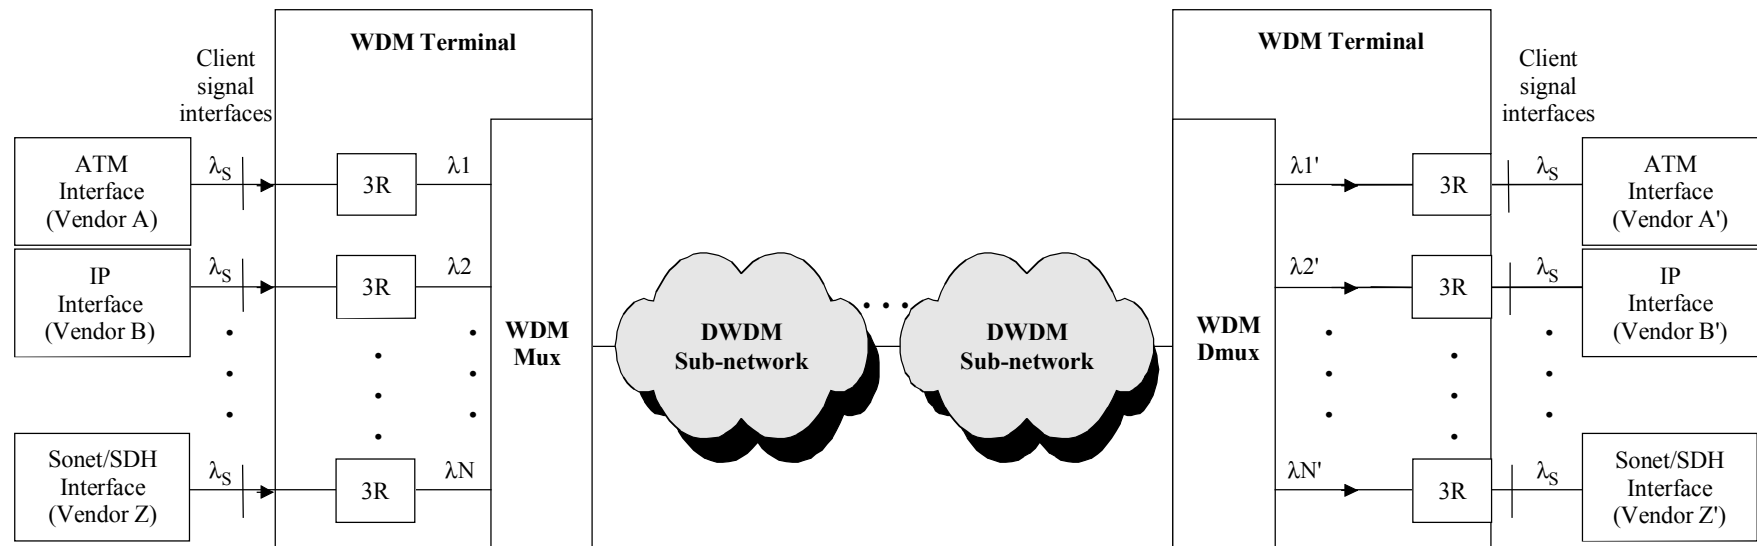 WDM Terminal
Client
signal
interfaces
ATM
Interface
(Vendor A)
λS
3R
λ1
IP
Interface
(Vendor B)
λS
3R
λ2
Sonet/SDH
Interface
(Vendor Z)
λS
3R
λN
WDM
Mux
DWDM
Sub-network
DWDM
Sub-network
WDM Terminal
WDM
Dmux
λ1'
3R
λS
λ2'
3R
λS
λN'
3R
λS
Client
signal
interfaces
ATM
Interface
(Vendor A')
IP
Interface
(Vendor B')
Sonet/SDH
Interface
(Vendor Z')